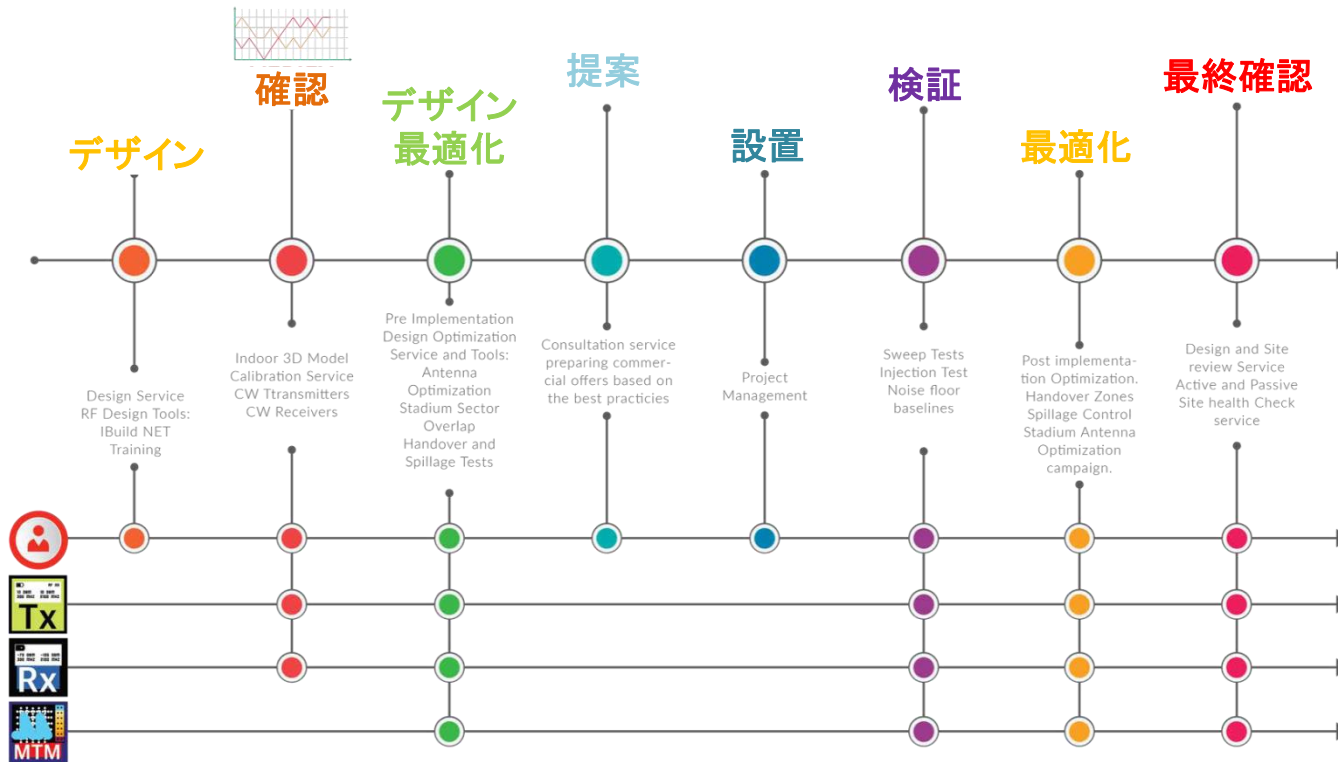 確認
デザイン
デザイン
最適化
提案
設置
検証
最適化
最終確認
Design Service
RF Design Tools:
IBuild NET
Training
Indoor 3D Model
Calibration Service
CW Ttransmitters
CW Receivers
Pre Implementation
Design Optimization
Service and Tools:
Antenna
Optimization
Stadium Sector
Overlap
Handover and
Spillage Tests
Consultation service
preparing commer-
cial offers based on
the best practicies
Project
Management
Sweep Tests
Injection Test
Noise floor
baselines
Post implementa-
tion Optimization.
Handover Zones
Spillage Control
Stadium Antenna
Optimization
campaign.
Design and Site
review Service
Active and Passive
Site health Check
service
Tx
Rx
MTM